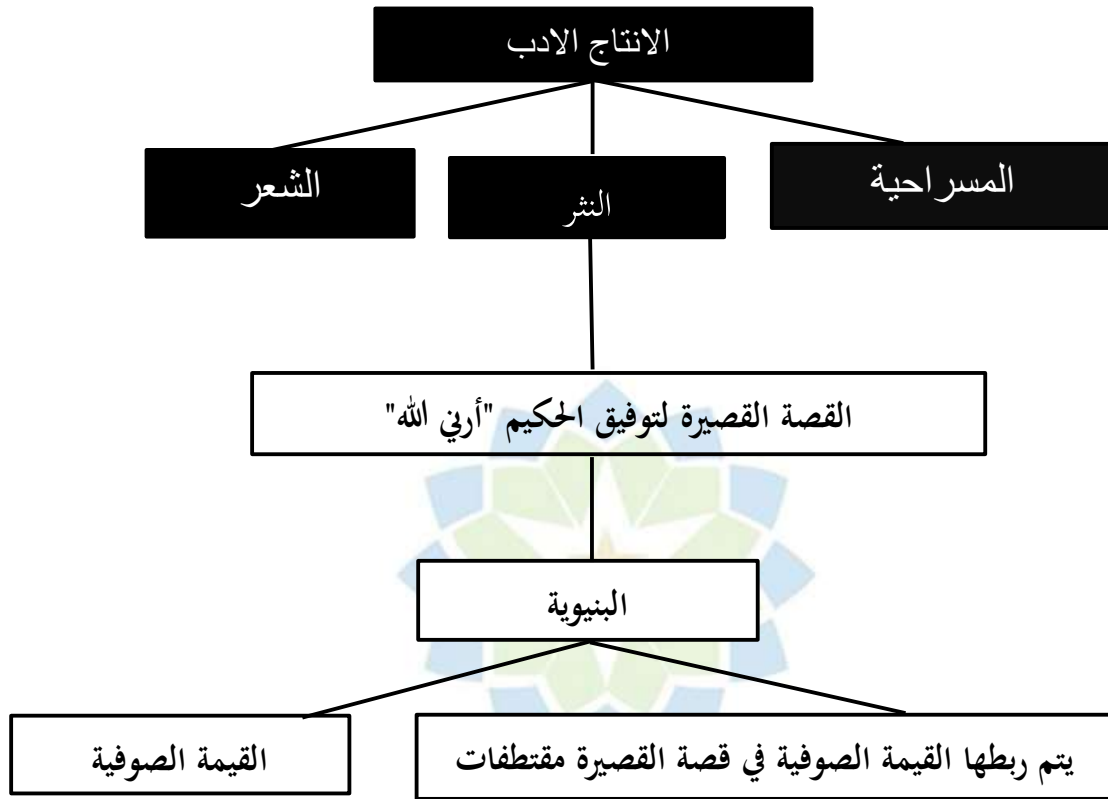 الانتاج الادب
المسراحية
النثر
الشعر
القصة القصيرة لتوفيق الحكيم "أرني الله"
البنيوية
يتم ربطها القيمة الصوفية في قصة القصيرة مقتطفات
القيمة الصوفية